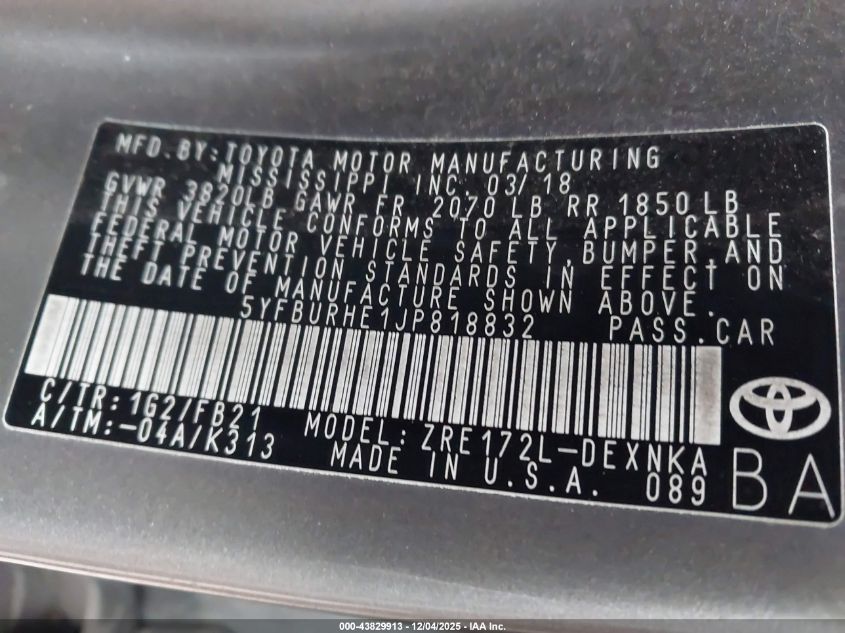 MFD.BY:TOYOTA MOTOR MANUFACTURING
MISSISSIPPI INC. 03/18
GVWR 3820LB GAWR FR 2070 LB RR 1850 LB
THIS VEHICLE CONFORMS TO ALL APPLICABLE
FEDERAL MOTOR VEHICLE SAFETY,BUMPER,AND
THEFT PREVENTION STANDARDS IN EFFECT ON
THE DATE OF MANUFACTURE SHOWN ABOVE.
5YFBURHE1JP818832 PASS.CAR
C/TR:1G2/FB21 MODEL:ZRE172L-DEXNKA
A/TM:-04A/K313 MADE IN U.S.A. 089
BA
000-43829913 - 12/04/2025 - IAA Inc.